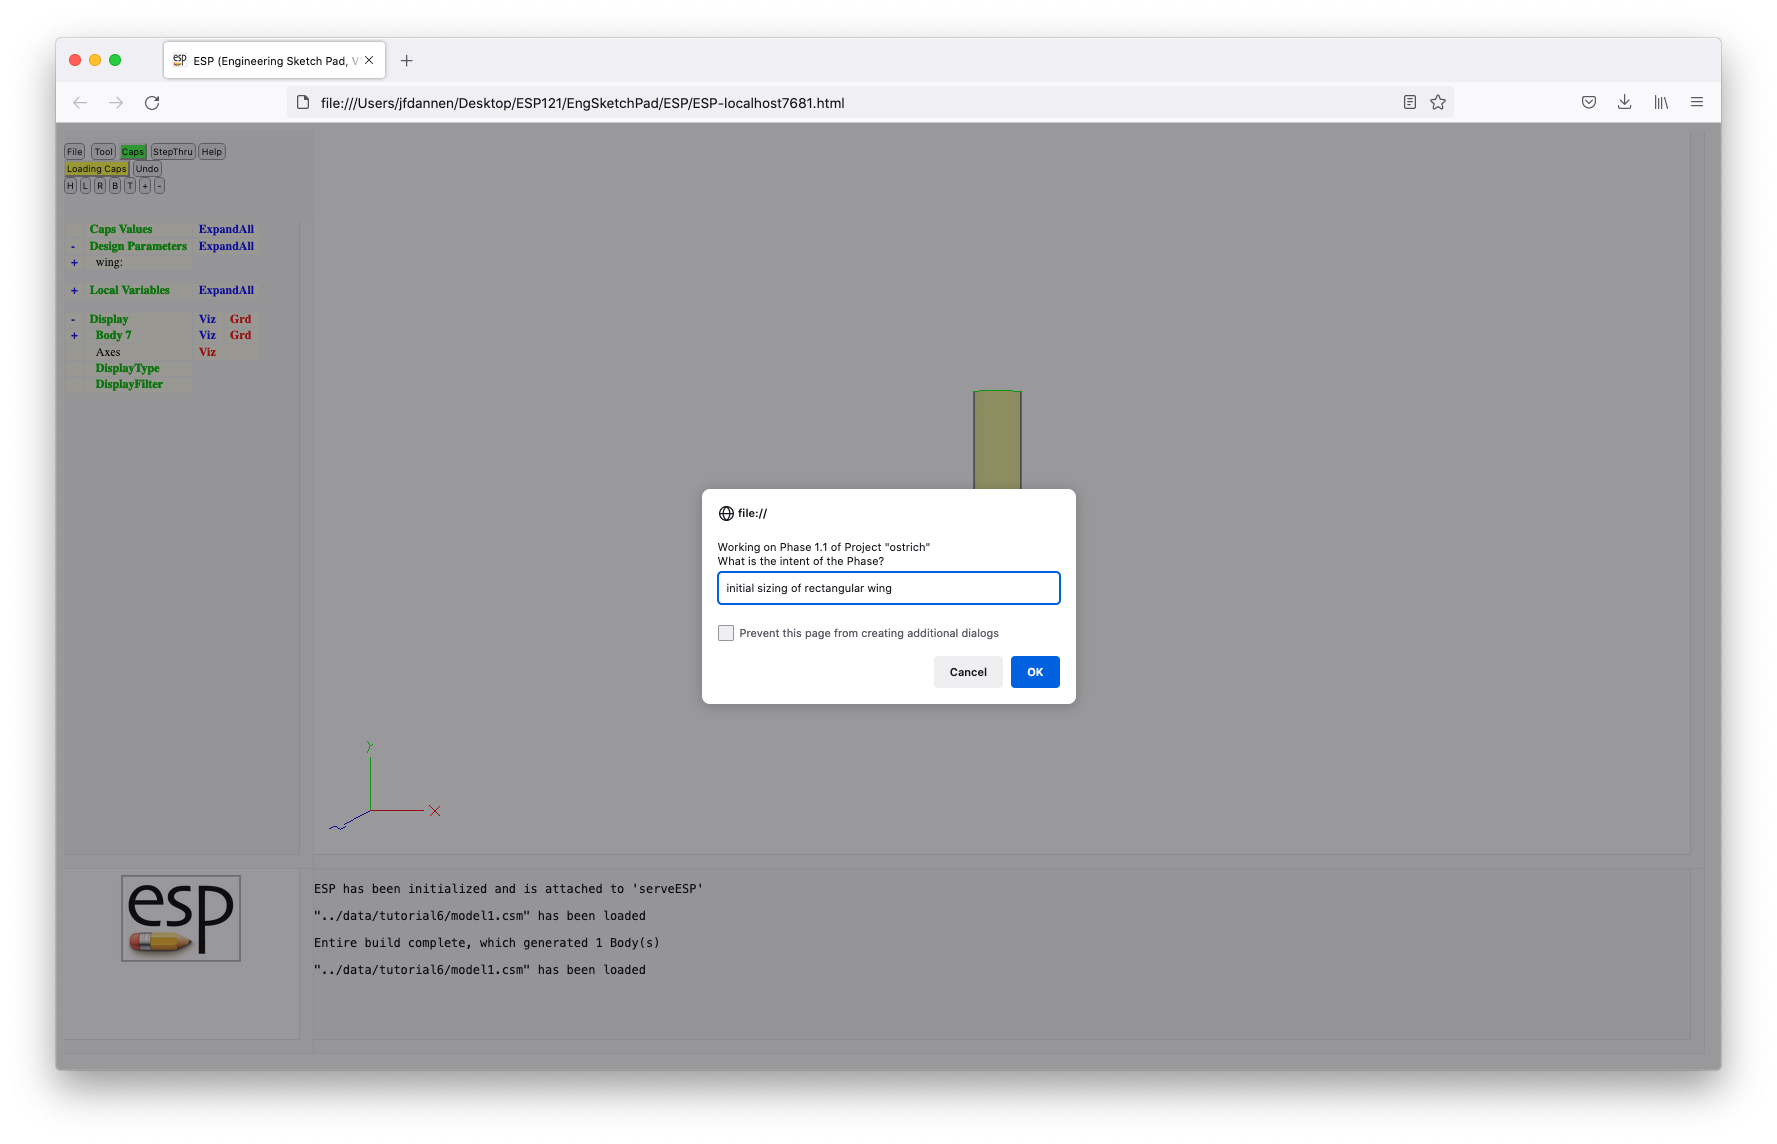 esp ESP (Engineering Sketch Pad, V
file:///Users/jfdannen/Desktop/ESP121/EngSketchPad/ESP/ESP-localhost7681.html
File Tool Caps StepThru Help
Loading Caps Undo
H L R B T + -
Caps Values ExpandAll
- Design Parameters ExpandAll
+ wing:
+ Local Variables ExpandAll
- Display Viz Grd
+ Body 7 Viz Grd
Axes Viz
DisplayType
DisplayFilter
file://
Working on Phase 1.1 of Project "ostrich"
What is the intent of the Phase?
initial sizing of rectangular wing
Prevent this page from creating additional dialogs
Cancel OK
Y
X
Z
esp
ESP has been initialized and is attached to 'serveESP'
"../data/tutorial6/model1.csm" has been loaded
Entire build complete, which generated 1 Body(s)
"../data/tutorial6/model1.csm" has been loaded